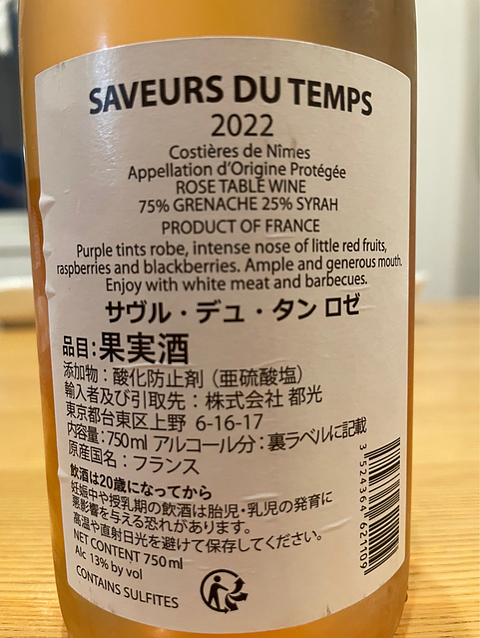 SAVEURS DU TEMPS
2022
Costières de Nîmes
Appellation d'Origine Protégée
ROSE TABLE WINE
75% GRENACHE 25% SYRAH
PRODUCT OF FRANCE
Purple tints robe, intense nose of little red fruits,
raspberries and blackberries. Ample and generous mouth.
Enjoy with white meat and barbecues.
サヴル・デュ・タン ロゼ
品目:果実酒
添加物:酸化防止剤(亜硫酸塩)
輸入者及び引取先:株式会社 都光
東京都台東区上野 6-16-17
内容量:750ml アルコール分:裏ラベルに記載
原産国名:フランス
飲酒は20歳になってから
妊娠中や授乳期の飲酒は胎児・乳児の発育に
悪影響を与える恐れがあります。
高温や直射日光を避けて保存してください。
NET CONTENT 750 ml
Alc 13% by vol
CONTAINS SULFITES
3 524364 621109